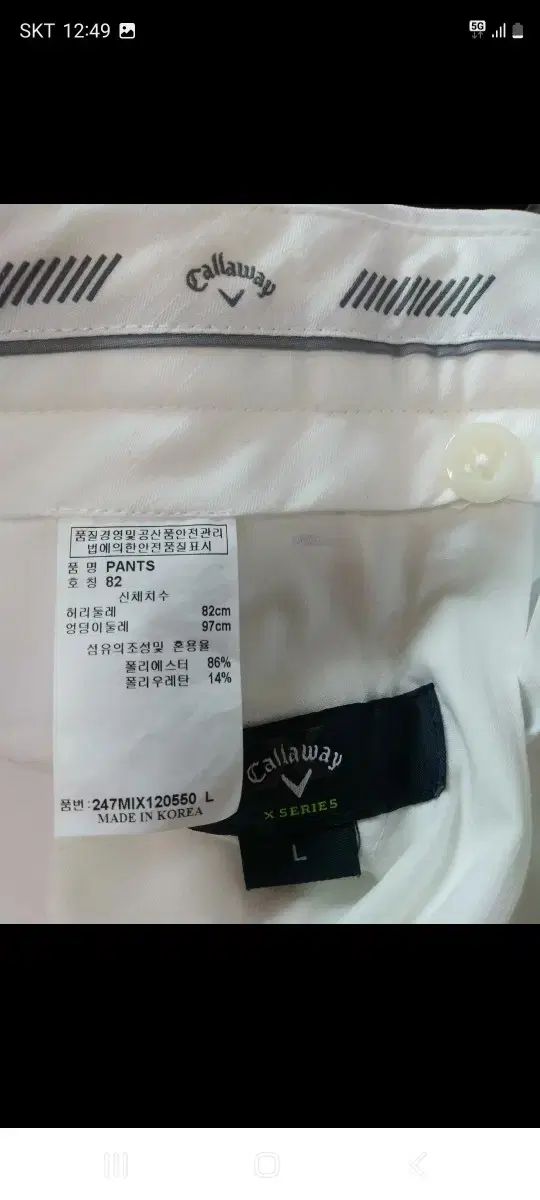 SKT 12:49
5G
Callaway
품질경영및공산품안전관리
법에의한안전품질표시
품 명 PANTS
호 칭 82
신체치수
허리둘레 82cm
엉덩이둘레 97cm
섬유의조성및 혼용율
폴리에스터 86%
폴리우레탄 14%
품번:247MIX120550 L
MADE IN KOREA
Callaway
X SERIES
L